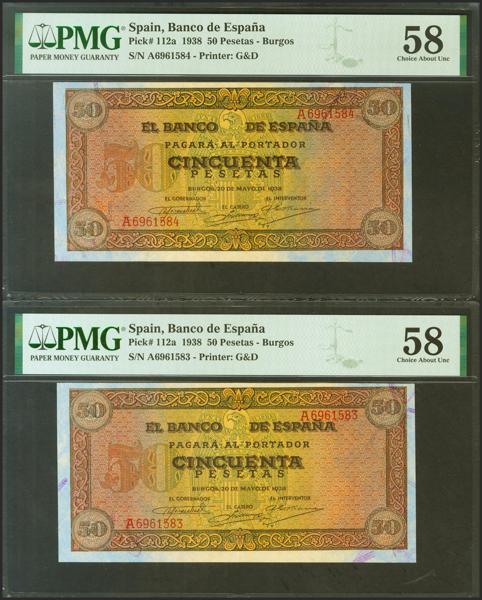 PMG
PAPER MONEY GUARANTY
Spain, Banco de España
Pick# 112a 1938 50 Pesetas - Burgos
S/N A6961584 - Printer: G&D
58
Choice About Unc
50
A6961584
50
EL BANCO DE ESPAÑA
PAGARÁ AL PORTADOR
50
CINCUENTA
PESETAS
BURGOS, 20 DE MAYO DE 1938
EL GOBERNADOR EL CAJERO EL INTERVENTOR
50
A6961584
50
PMG
PAPER MONEY GUARANTY
Spain, Banco de España
Pick# 112a 1938 50 Pesetas - Burgos
S/N A6961583 - Printer: G&D
58
Choice About Unc
50
A6961583
50
EL BANCO DE ESPAÑA
PAGARÁ AL PORTADOR
50
CINCUENTA
PESETAS
BURGOS, 20 DE MAYO DE 1938
EL GOBERNADOR EL CAJERO EL INTERVENTOR
50
A6961583
50